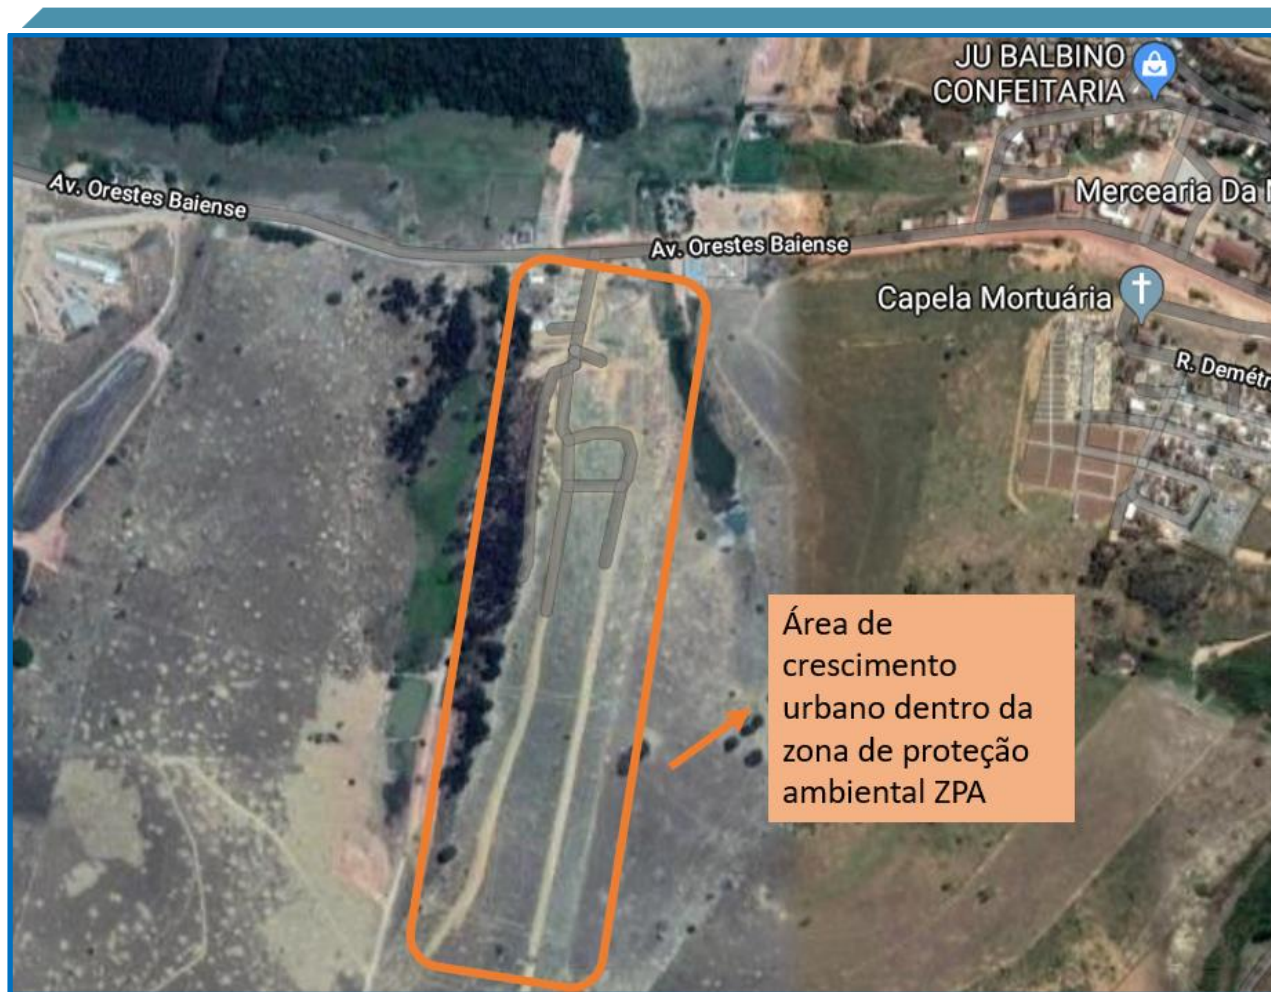 JU BALBINO
CONFEITARIA
Av. Orestes Baiense
Mercearia Da
Av. Orestes Baiense
Capela Mortuária
R. Demétr
Área de
crescimento
urbano dentro da
zona de proteção
ambiental ZPA